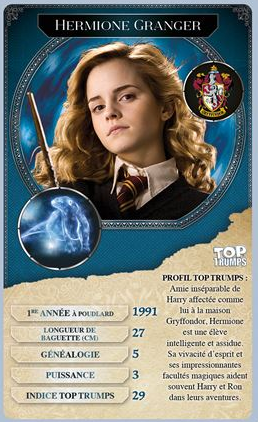 HERMIONE GRANGER
GRYFFONDOR
TOP
TRUMPS
1RE ANNÉE À POUDLARD 1991
LONGUEUR DE
BAGUETTE (CM) 27
GÉNÉALOGIE 5
PUISSANCE 3
INDICE TOP TRUMPS 29
PROFIL TOP TRUMPS :
Amie inséparable de
Harry affectée comme
lui à la maison
Gryffondor, Hermione
est une élève
intelligente et assidue.
Sa vivacité d'esprit et
ses impressionnantes
facultés magiques aident
souvent Harry et Ron
dans leurs aventures.